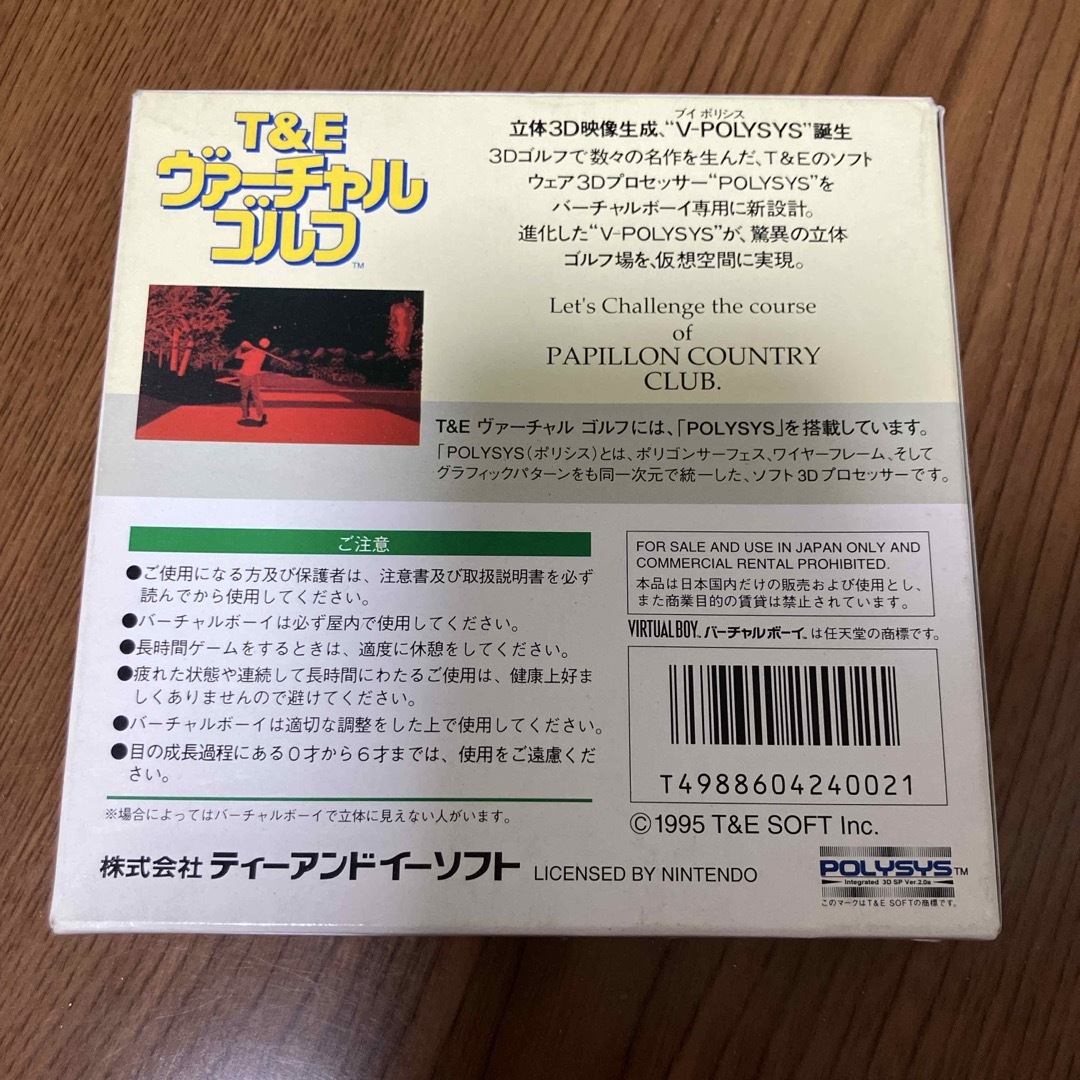 T&E
ヴァーチャル
ゴルフ™
ブイ ポリシス
立体3D映像生成、“V-POLYSYS”誕生
3Dゴルフで数々の名作を生んだ、T&Eのソフト
ウェア3Dプロセッサー“POLYSYS”を
バーチャルボーイ専用に新設計。
進化した“V-POLYSYS”が、驚異の立体
ゴルフ場を、仮想空間に実現。
Let's Challenge the course
of
PAPILLON COUNTRY
CLUB.
T&E ヴァーチャル ゴルフには、「POLYSYS」を搭載しています。
「POLYSYS(ポリシス)とは、ポリゴンサーフェス、ワイヤーフレーム、そして
グラフィックパターンをも同一次元で統一した、ソフト3Dプロセッサーです。
ご注意
●ご使用になる方及び保護者は、注意書及び取扱説明書を必ず
読んでから使用してください。
●バーチャルボーイは必ず屋内で使用してください。
●長時間ゲームをするときは、適度に休憩をしてください。
●疲れた状態や連続して長時間にわたるご使用は、健康上好ま
しくありませんので避けてください。
●バーチャルボーイは適切な調整をした上で使用してください。
●目の成長過程にある0才から6才までは、使用をご遠慮くだ
さい。
※場合によってはバーチャルボーイで立体に見えない人がいます。
FOR SALE AND USE IN JAPAN ONLY AND
COMMERCIAL RENTAL PROHIBITED.
本品は日本国内だけの販売および使用とし、
また商業目的の賃貸は禁止されています。
VIRTUAL BOY™ バーチャルボーイ™ は任天堂の商標です。
T4988604240021
©1995 T&E SOFT Inc.
株式会社 ティーアンドイーソフト LICENSED BY NINTENDO
POLYSYS™
Integrated 3D SP Ver.2.0a
このマークはT&E SOFTの商標です。